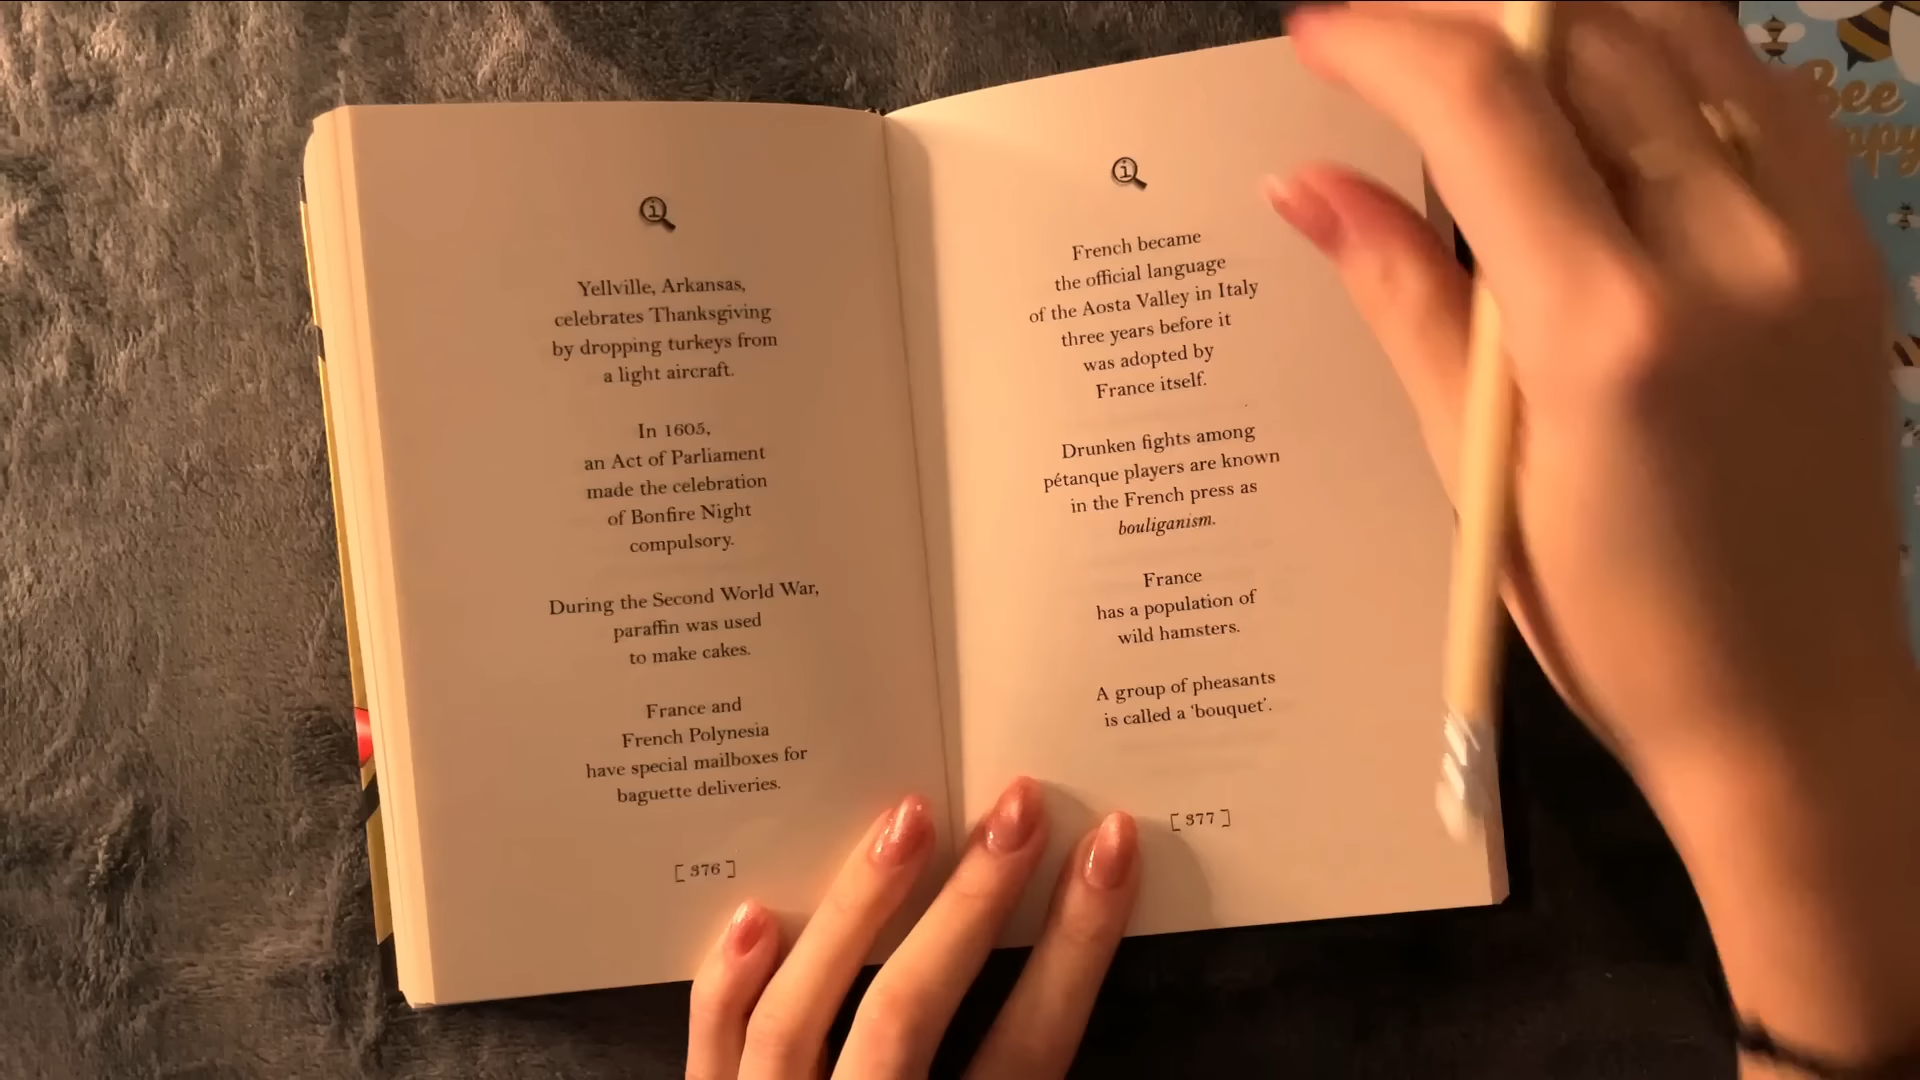 Yellville, Arkansas,
celebrates Thanksgiving
by dropping turkeys from
a light aircraft.
In 1605,
an Act of Parliament
made the celebration
of Bonfire Night
compulsory.
During the Second World War,
paraffin was used
to make cakes.
France and
French Polynesia
have special mailboxes for
baguette deliveries.
[ 376 ]
French became
the official language
of the Aosta Valley in Italy
three years before it
was adopted by
France itself.
Drunken fights among
pétanque players are known
in the French press as
bouliganism.
France
has a population of
wild hamsters.
A group of pheasants
is called a ‘bouquet’.
[ 377 ]
Bee